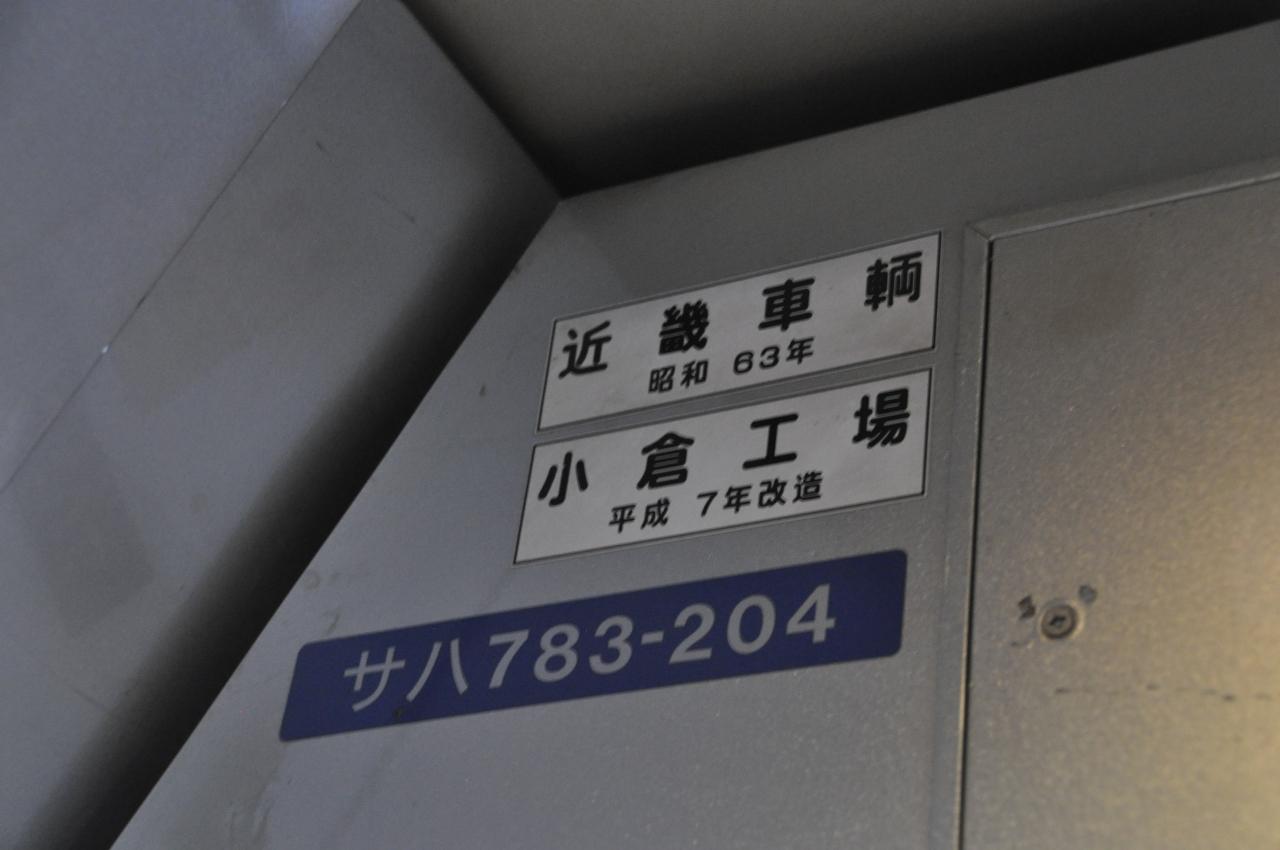 近畿車輌
昭和 63年
小倉工場
平成 7年改造
サハ783-204